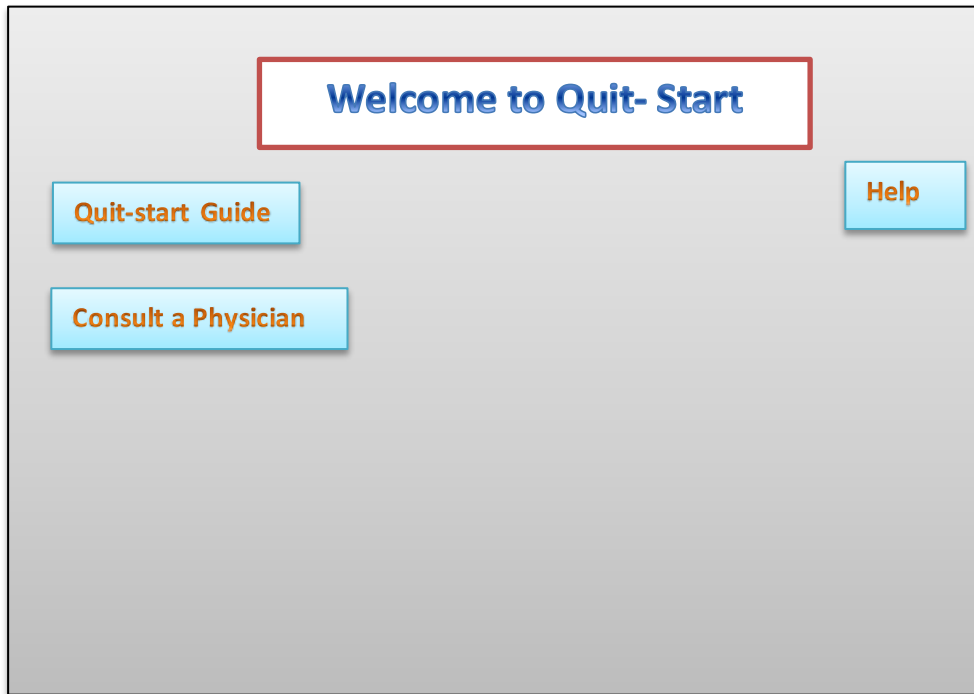 Welcome to Quit- Start
Help
Quit-start Guide
Consult a Physician